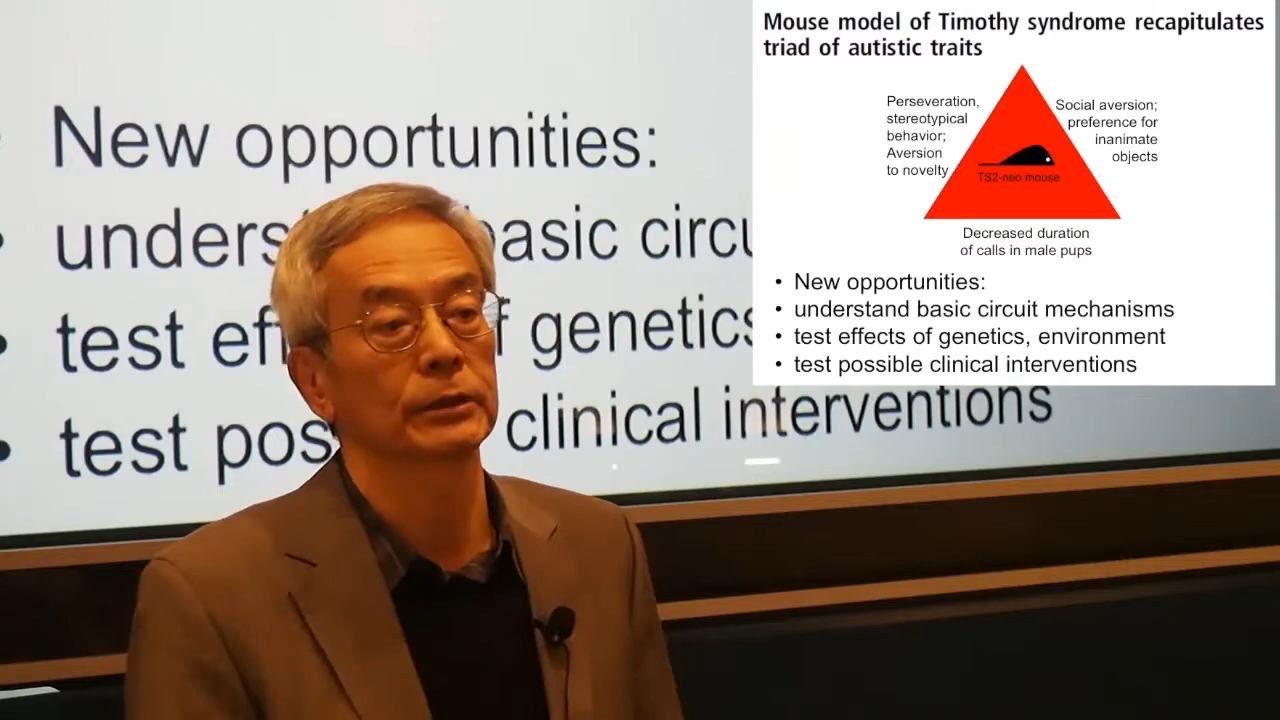 New opportunities:
unders basic circu
test ef of genetics
test pos clinical interventions
Mouse model of Timothy syndrome recapitulates
triad of autistic traits
Perseveration,
stereotypical
behavior;
Aversion
to novelty
Social aversion;
preference for
inanimate
objects
TS2-neo mouse
Decreased duration
of calls in male pups
• New opportunities:
• understand basic circuit mechanisms
• test effects of genetics, environment
• test possible clinical interventions